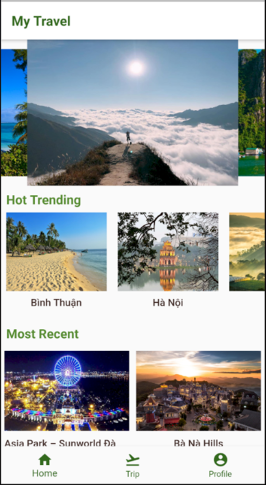 My Travel
Hot Trending
Bình Thuận
Hà Nội
Most Recent
Asia Park – Sunworld Đà
Bà Nà Hills
Home
Trip
Profile